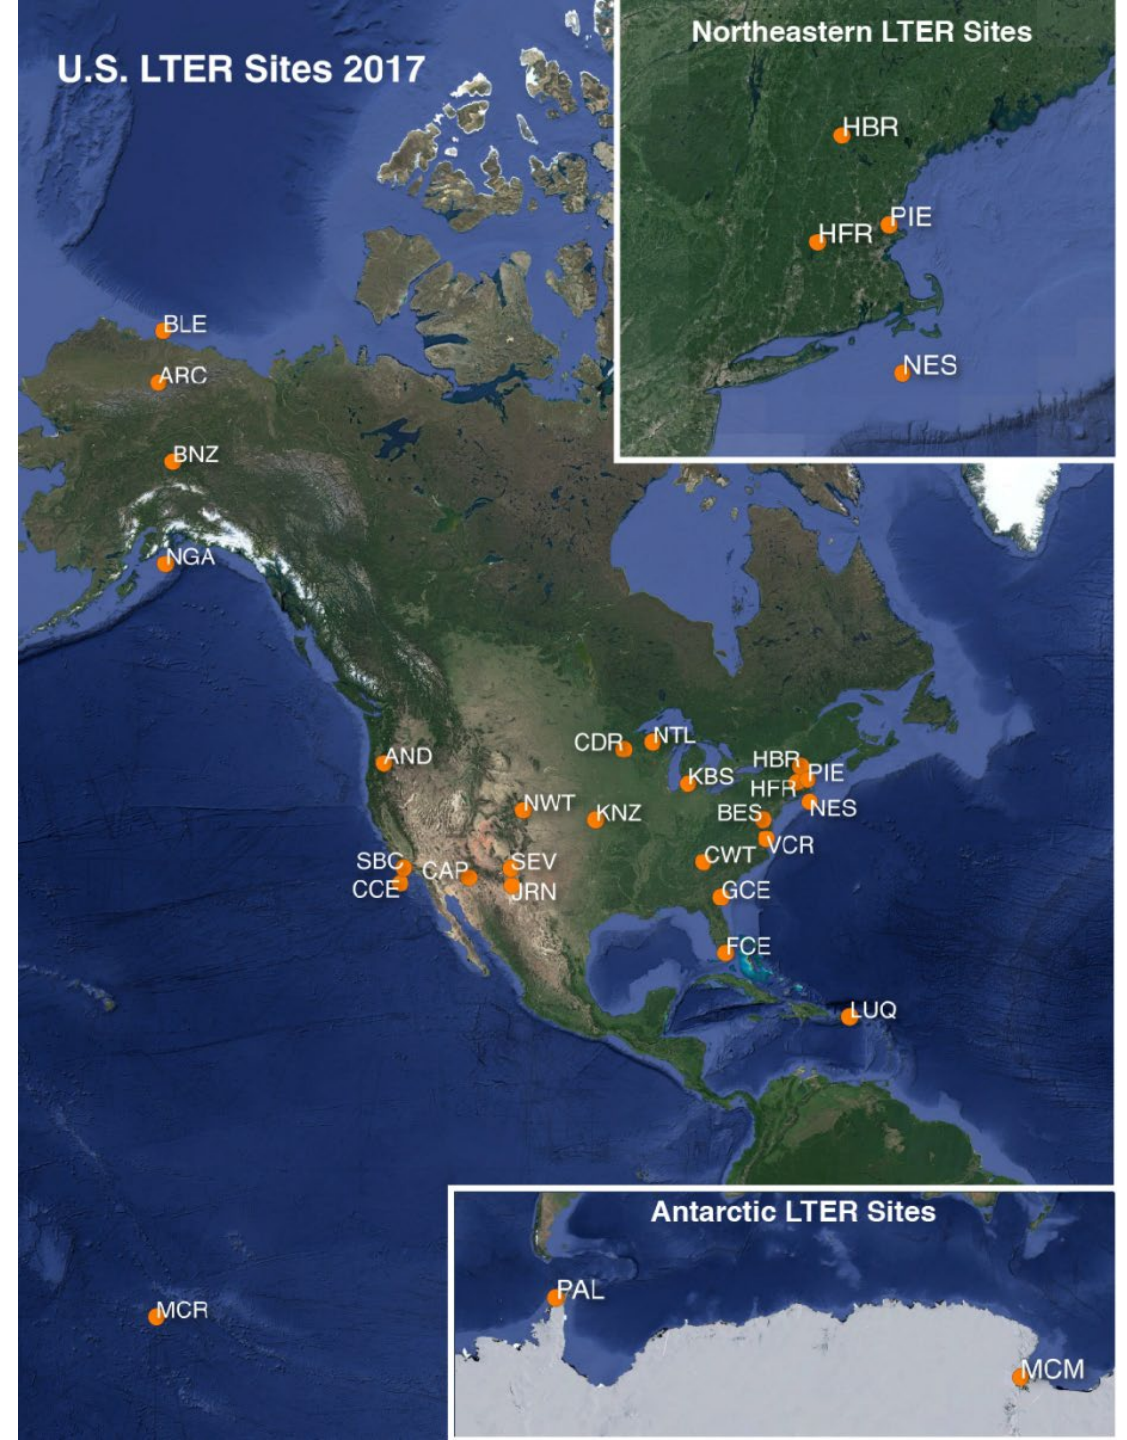 U.S. LTER Sites 2017
Northeastern LTER Sites
HBR
PIE
HFR
NES
BLE
ARC
BNZ
NGA
CDR
NTL
AND
HBR
PIE
KBS
HFR
NWT
NES
KNZ
BES
VCR
CWT
SBC
CAP
SEV
CCE
JRN
GCE
FCE
LUQ
Antarctic LTER Sites
PAL
MCR
MCM